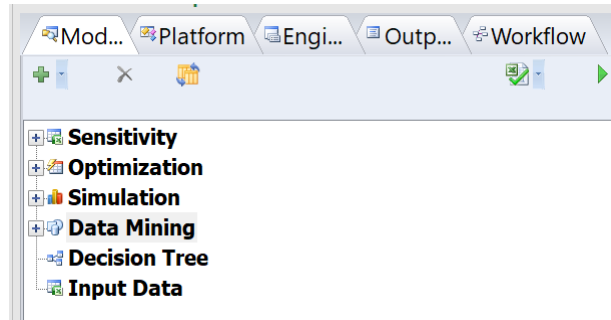 Mod... Platform Engi... Outp... Workflow
Sensitivity
Optimization
Simulation
Data Mining
Decision Tree
Input Data